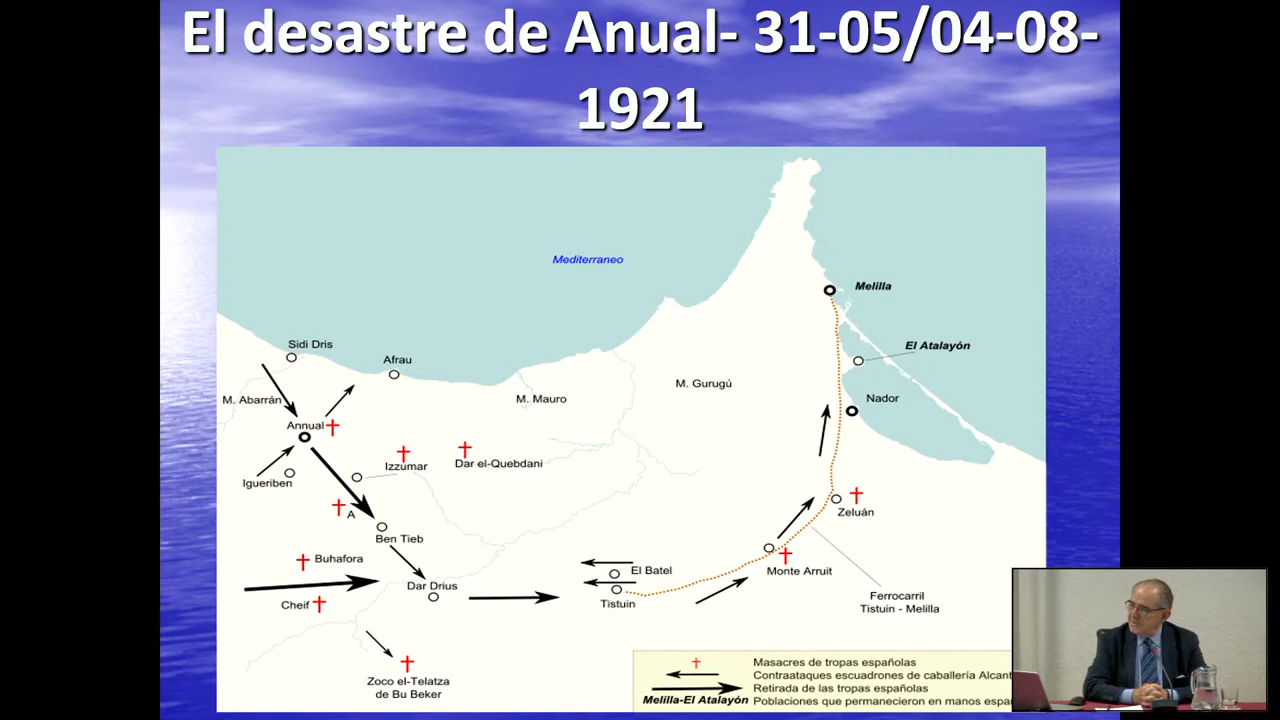 El desastre de Anual- 31-05/04-08-
1921
Mediterraneo
Melilla
El Atalayón
Sidi Dris
Afrau
M. Gurugú
Nador
M. Abarrán
M. Mauro
Annual
Izzumar
Dar el-Quebdani
Igueriben
A
Zeluán
Ben Tieb
Buhafora
El Batel
Monte Arruit
Dar Drius
Cheif
Tistuin
Ferrocarril
Tistuin - Melilla
Zoco el-Telatza
de Bu Beker
Masacres de tropas españolas
Contraataques escuadrones de caballería Alcant
Retirada de las tropas españolas
Melilla-El Atalayón Poblaciones que permanecieron en manos espa